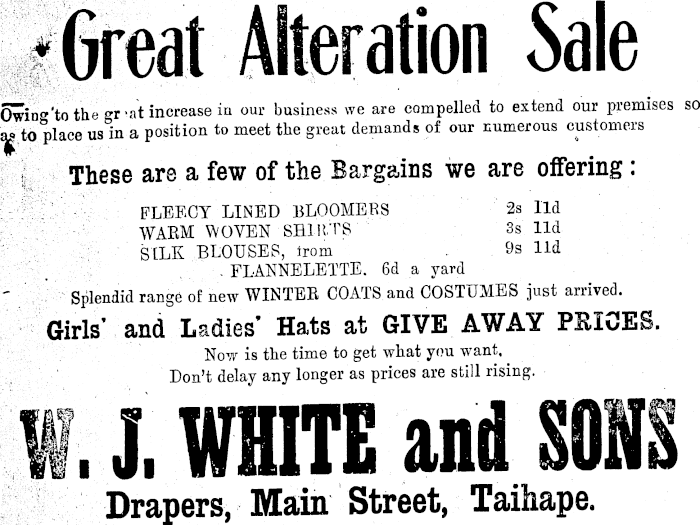 Great Alteration Sale
Owing to the great increase in our business we are compelled to extend our premises so
as to place us in a position to meet the great demands of our numerous customers
These are a few of the Bargains we are offering :
FLEECY LINED BLOOMERS 2s 11d
WARM WOVEN SHIRTS 3s 11d
SILK BLOUSES, from 9s 11d
FLANNELETTE. 6d a yard
Splendid range of new WINTER COATS and COSTUMES just arrived.
Girls' and Ladies' Hats at GIVE AWAY PRICES.
Now is the time to get what you want.
Don't delay any longer as prices are still rising.
W. J. WHITE and SONS
Drapers, Main Street, Taihape.